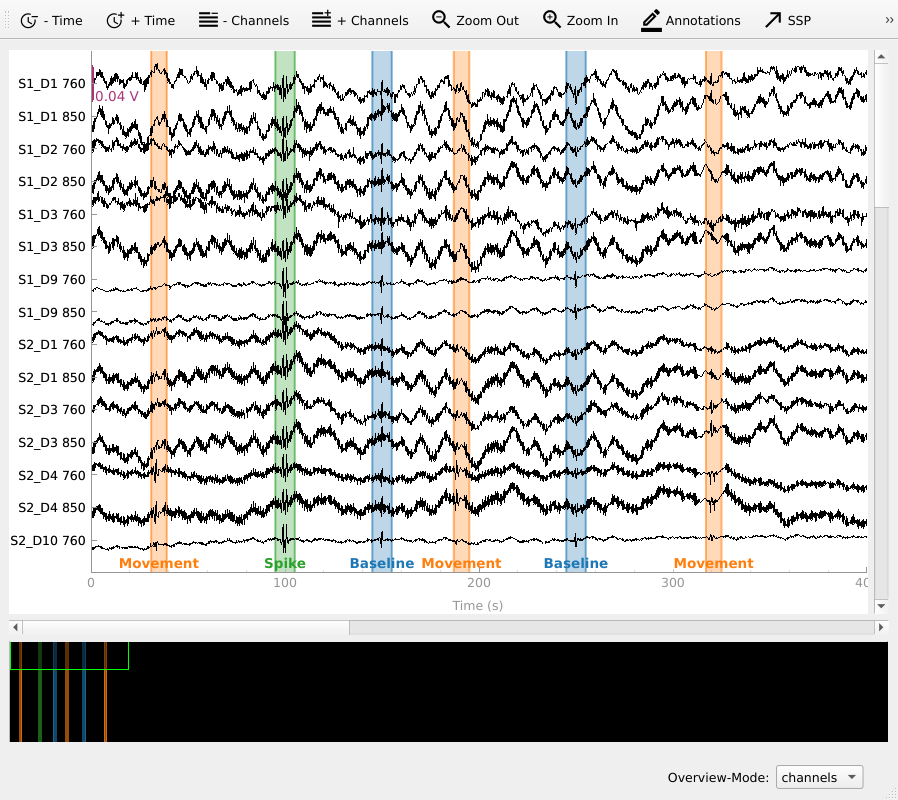 - Time + Time - Channels + Channels Zoom Out Zoom In Annotations SSP »
S1_D1 760
0.04 V
S1_D1 850
S1_D2 760
S1_D2 850
S1_D3 760
S1_D3 850
S1_D9 760
S1_D9 850
S2_D1 760
S2_D1 850
S2_D3 760
S2_D3 850
S2_D4 760
S2_D4 850
S2_D10 760
Movement Spike Baseline Movement Baseline Movement
0 100 200 300 40
Time (s)
Overview-Mode: channels